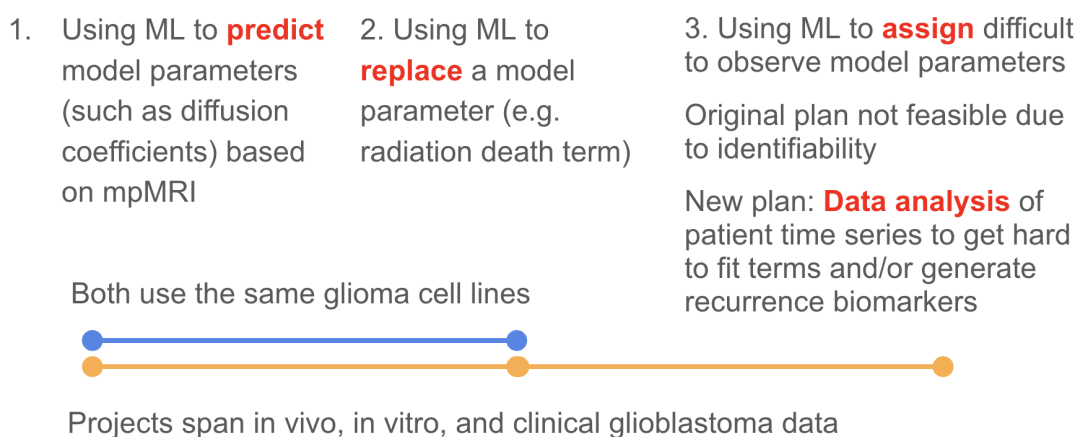 1. Using ML to predict
model parameters
(such as diffusion
coefficients) based
on mpMRI
2. Using ML to
replace a model
parameter (e.g.
radiation death term)
3. Using ML to assign difficult
to observe model parameters
Original plan not feasible due
to identifiability
New plan: Data analysis of
patient time series to get hard
to fit terms and/or generate
recurrence biomarkers
Both use the same glioma cell lines
Projects span in vivo, in vitro, and clinical glioblastoma data